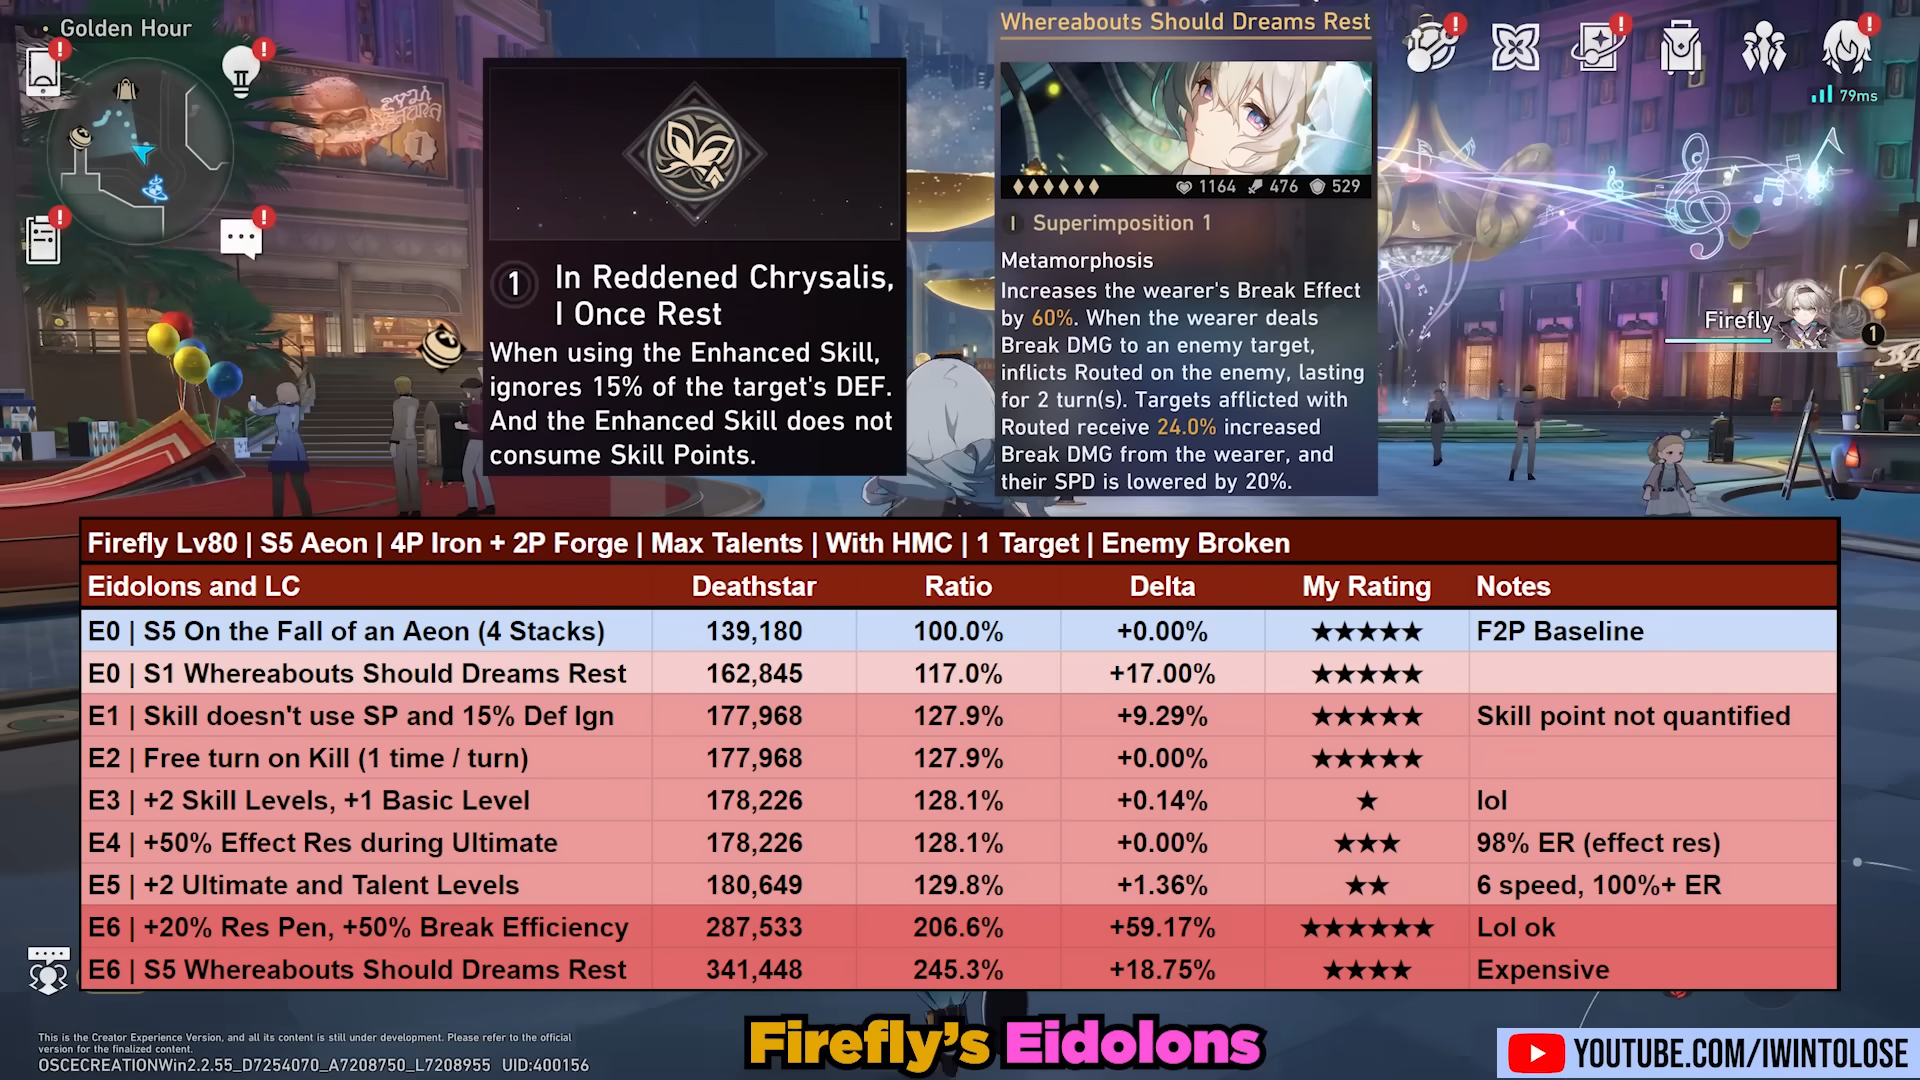 Golden Hour
79ms
Firefly
1
1
In Reddened Chrysalis,
I Once Rest
When using the Enhanced Skill,
ignores 15% of the target's DEF.
And the Enhanced Skill does not
consume Skill Points.
Whereabouts Should Dreams Rest
1164 476 529
I Superimposition 1
Metamorphosis
Increases the wearer's Break Effect
by 60%. When the wearer deals
Break DMG to an enemy target,
inflicts Routed on the enemy, lasting
for 2 turn(s). Targets afflicted with
Routed receive 24.0% increased
Break DMG from the wearer, and
their SPD is lowered by 20%.
Firefly Lv80 | S5 Aeon | 4P Iron + 2P Forge | Max Talents | With HMC | 1 Target | Enemy Broken
Eidolons and LC Deathstar Ratio Delta My Rating Notes
E0 | S5 On the Fall of an Aeon (4 Stacks) 139,180 100.0% +0.00% ★★★★★ F2P Baseline
E0 | S1 Whereabouts Should Dreams Rest 162,845 117.0% +17.00% ★★★★★
E1 | Skill doesn't use SP and 15% Def Ign 177,968 127.9% +9.29% ★★★★★ Skill point not quantified
E2 | Free turn on Kill (1 time / turn) 177,968 127.9% +0.00% ★★★★★
E3 | +2 Skill Levels, +1 Basic Level 178,226 128.1% +0.14% ★ lol
E4 | +50% Effect Res during Ultimate 178,226 128.1% +0.00% ★★★ 98% ER (effect res)
E5 | +2 Ultimate and Talent Levels 180,649 129.8% +1.36% ★★ 6 speed, 100%+ ER
E6 | +20% Res Pen, +50% Break Efficiency 287,533 206.6% +59.17% ★★★★★★ Lol ok
E6 | S5 Whereabouts Should Dreams Rest 341,448 245.3% +18.75% ★★★★ Expensive
Firefly's Eidolons
This is the Creator Experience Version, and all its content is still under development. Please refer to the official
version for the finalized content.
OSCECREATIONWin2.2.55_D7254070_A7208750_L7208955 UID:400156
YOUTUBE.COM/IWINTOLOSE